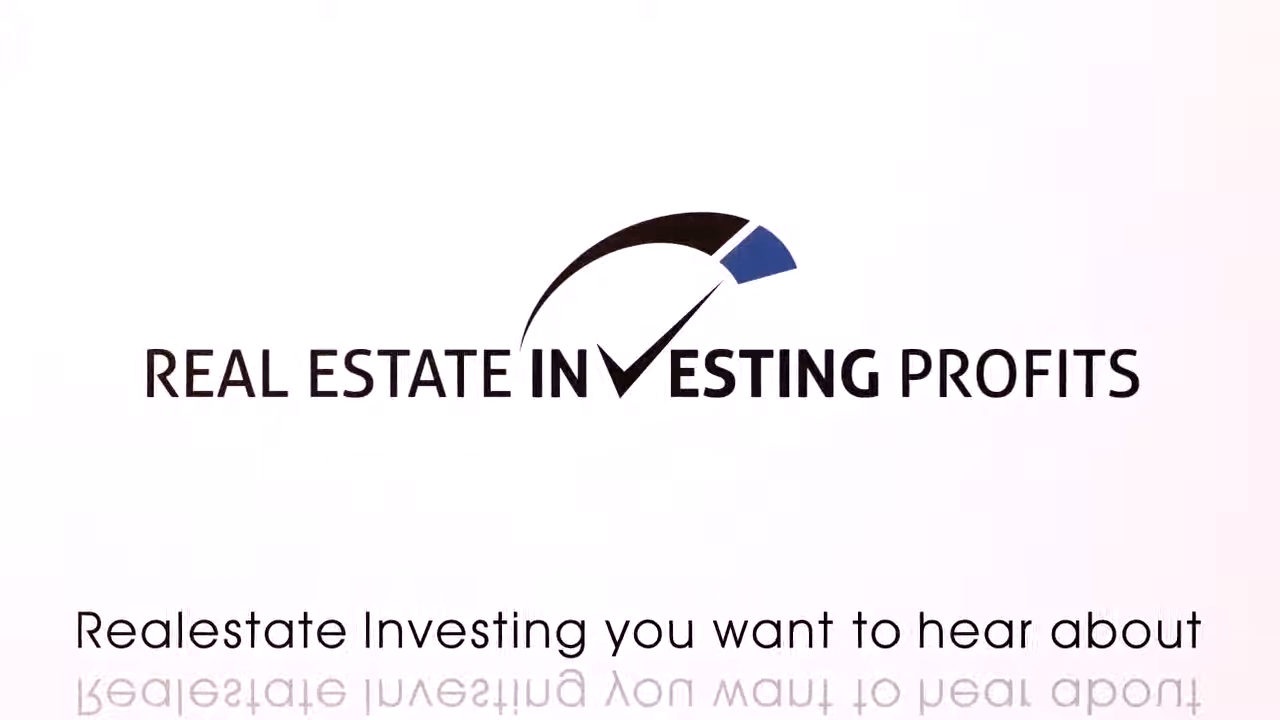 REAL ESTATE INVESTING PROFITS
Realestate Investing you want to hear about